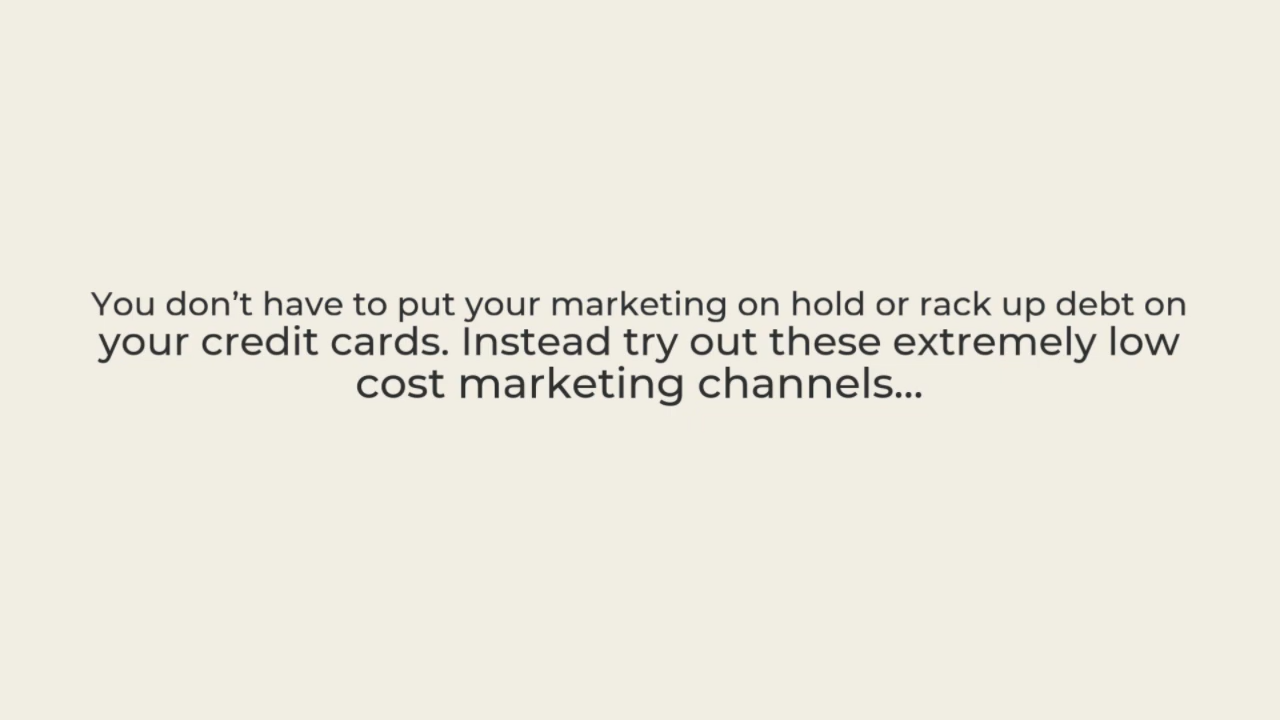 You don’t have to put your marketing on hold or rack up debt on
your credit cards. Instead try out these extremely low
cost marketing channels...